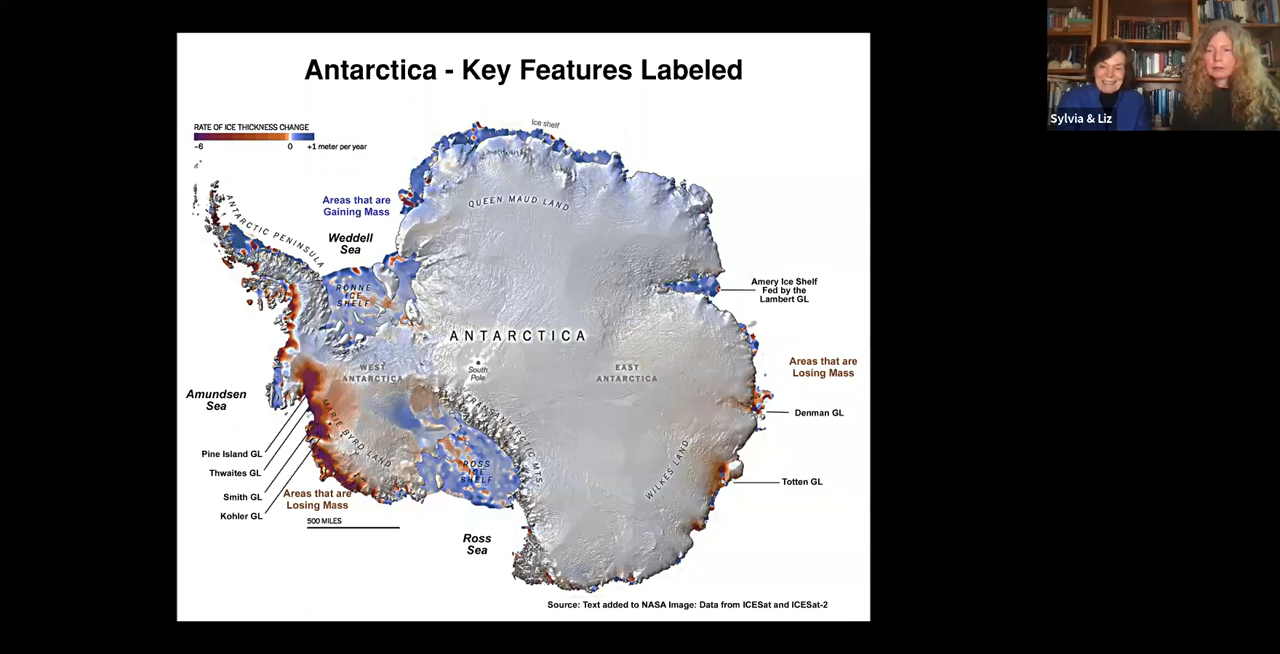 Antarctica - Key Features Labeled
Sylvia & Liz
RATE OF ICE THICKNESS CHANGE
-6
0
+1 meter per year
Ice shelf
Areas that are
Gaining Mass
QUEEN MAUD LAND
ANTARCTIC PENINSULA
Weddell
Sea
RONNE
ICE
SHELF
Amery Ice Shelf
Fed by the
Lambert GL
ANTARCTICA
South
Pole
WEST
ANTARCTICA
EAST
ANTARCTICA
Areas that are
Losing Mass
Amundsen
Sea
Denman GL
MARIE BYRD LAND
TRANSANTARCTIC MTS.
Pine Island GL
Thwaites GL
Smith GL
Kohler GL
ROSS
ICE
SHELF
WILKES LAND
Totten GL
Areas that are
Losing Mass
500 MILES
Ross
Sea
Source: Text added to NASA Image: Data from ICESat and ICESat-2